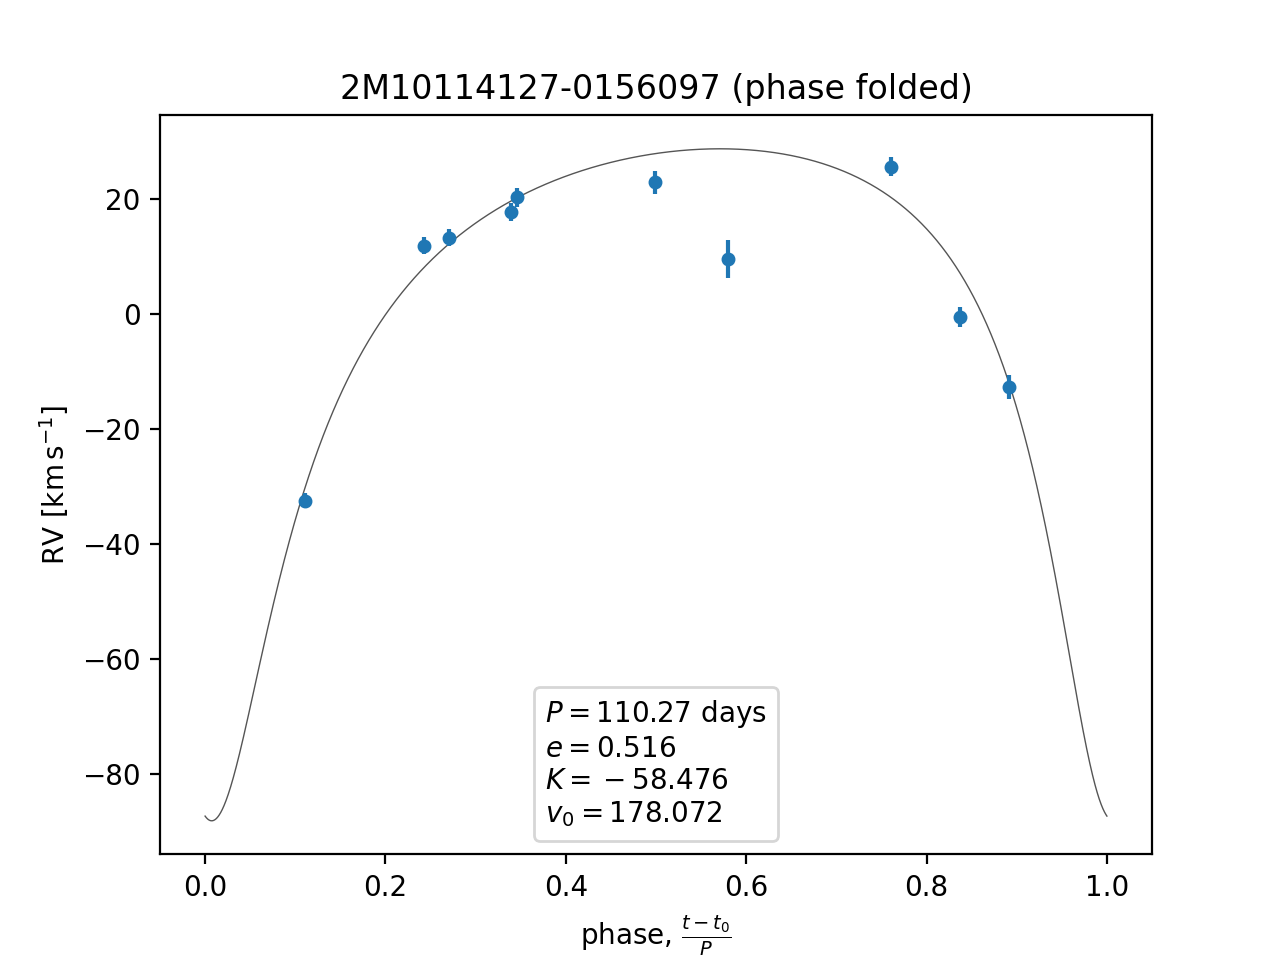 2M10114127-0156097 (phase folded)
RV [km s⁻¹]
20
0
−20
−40
−60
−80
P = 110.27 days
e = 0.516
K = −58.476
v₀ = 178.072
0.0 0.2 0.4 0.6 0.8 1.0
phase, (t − t₀)/P